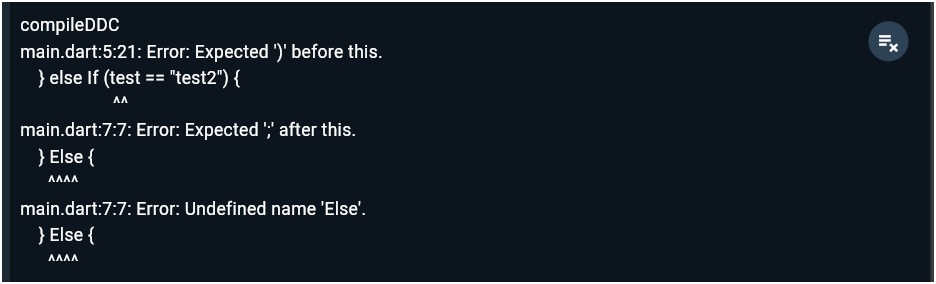 compileDDC
main.dart:5:21: Error: Expected ')' before this.
} else If (test == "test2") {
^^
main.dart:7:7: Error: Expected ';' after this.
} Else {
^^^^
main.dart:7:7: Error: Undefined name 'Else'.
} Else {
^^^^